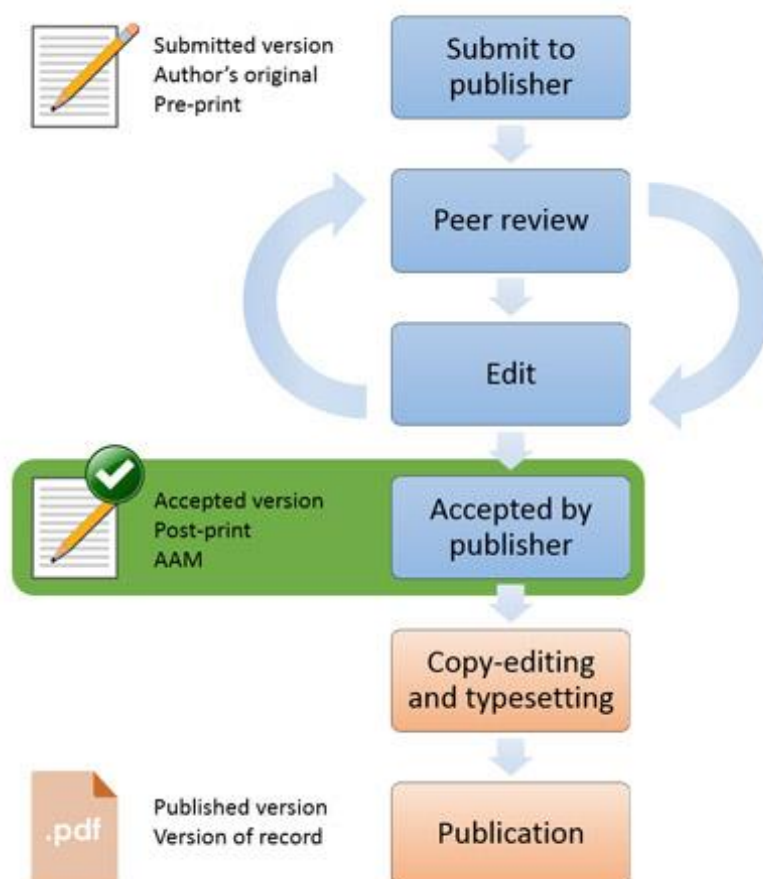 Submitted version
Author's original
Pre-print
Submit to
publisher
Peer review
Edit
Accepted version
Post-print
AAM
Accepted by
publisher
Copy-editing
and typesetting
.pdf
Published version
Version of record
Publication